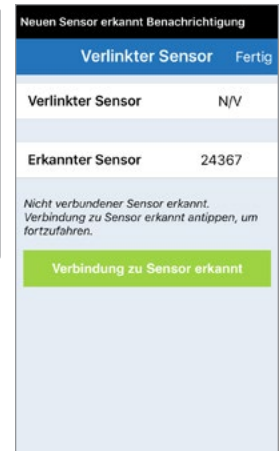 Neuen Sensor erkannt Benachrichtigung
Verlinkter Sensor Fertig
Verlinkter Sensor N/V
Erkannter Sensor 24367
Nicht verbundener Sensor erkannt.
Verbindung zu Sensor erkannt antippen, um
fortzufahren.
Verbindung zu Sensor erkannt